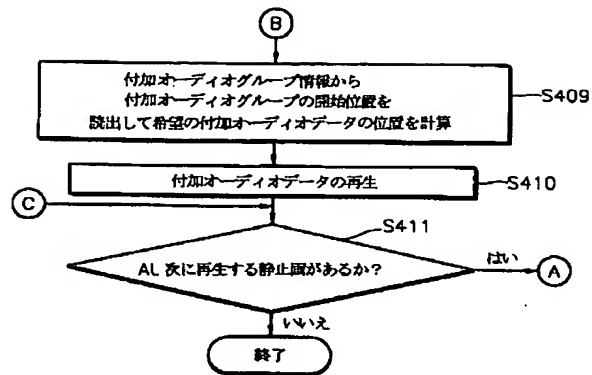 B
付加オーディオグループ情報から
付加オーディオグループの開始位置を
読出して希望の付加オーディオデータの位置を計算
S409
付加オーディオデータの再生
S410
C
S411
AL 次に再生する静止画があるか?
はい
A
いいえ
終了